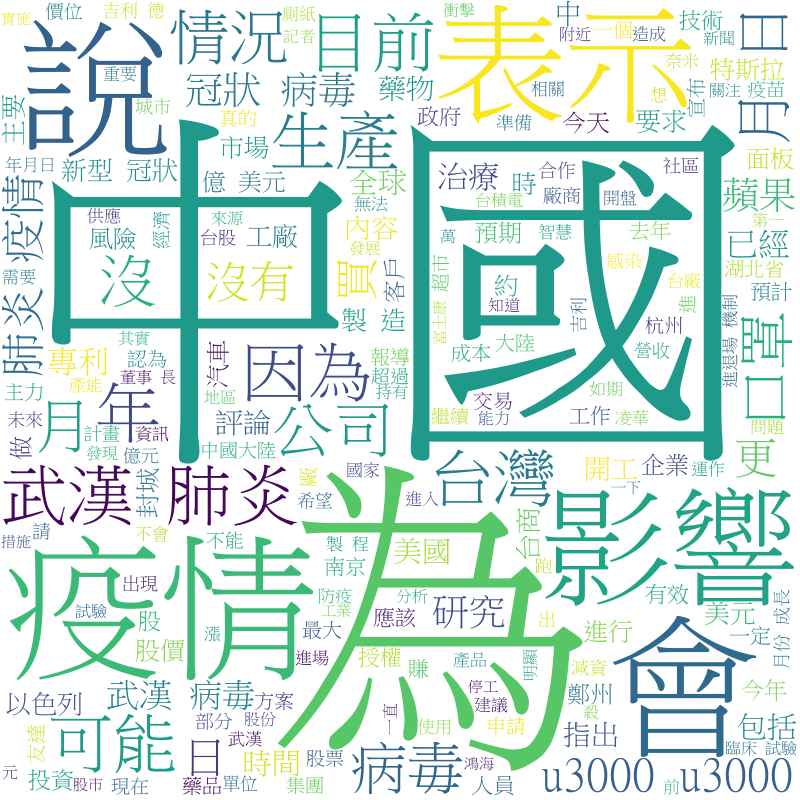 實施
價位
吉利 德
廁紙
衝擊
中
一個
造成
技術
新聞
說
情況
目前
表示
月
日
重要
記者
附近
奈米
主要
城市
冠狀 病毒
藥物
相關
想
特斯拉
宣布
關注
疫苗
政府
準備
今天
要求
真的
市場
生產
年月日
新型 冠狀
億 美元
全球
治療
時
合作
廠商
開盤
社區
面板
蘋果
中國
供應
來源
無法
風險
經濟
台股
發展
工廠
內容
台積電
預期
萬
智慧
去年
第一
已經
肺炎
疫情
需要
沒
沒有
買
客戶
超市
約
知道
感染
進
台廠
湖北省
預計
口罩
其實
製 造
富士康
吉利
杭州
機制
進退場
專利
認為
汽車
因為
報導
成本
大陸
營收
主力
產能
董事 長
地區
超過
持有
如期
未來
年
月
公司
評論
繼續
交易
能力
工作
凌華
問題
做
計畫
資訊
發現
億元
中國大陸
更
武漢 肺炎
封城
國家
希望
進入
台灣
開工
企業
運作
一下
請
不會
廠
為
影響
措施
不能
製 程
美國
台商
疫情
出現
南京
跑
有效
試驗
股
防疫
工業
分析
應該
研究
出
美元
成長
月份
股價
漲
最大
進行
一定
會
進場
授權
賺
產品
明顯
減資
以色列
武漢 病毒
方案
停工
建議
鄭州
今年
友達
可能
部分
股份
一直
使用
申請
殺
指出
包括
日
武漢
時間
股票
病毒
臨床 試驗
元
投資
股市
現在
藥品
單位
集團
鴻海
人員
u3000 u3000
前